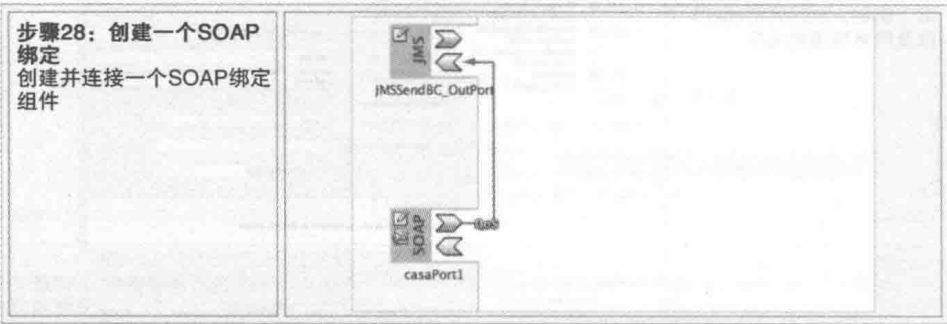 步骤28：创建一个SOAP
绑定
创建并连接一个SOAP绑定
组件
JMS
JMSSendBC_OutPort
SOAP
QoS
casaPort1